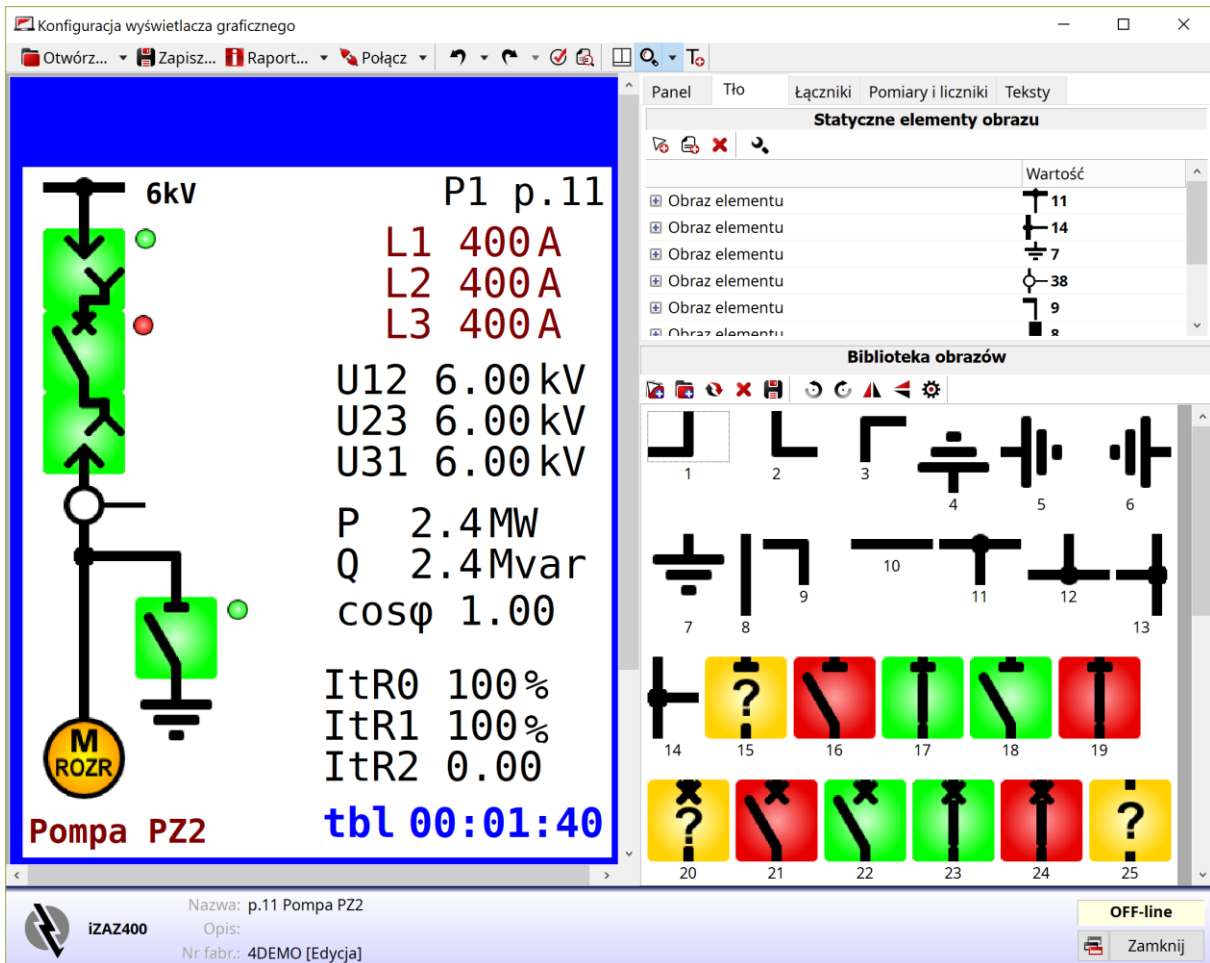 Konfiguracja wyświetlacza graficznego
Otwórz... Zapisz... Raport... Połącz
Panel Tło Łączniki Pomiary i liczniki Teksty
Statyczne elementy obrazu
Wartość
Obraz elementu 11
Obraz elementu 14
Obraz elementu 7
Obraz elementu 38
Obraz elementu 9
Obraz elementu 8
Biblioteka obrazów
1 2 3 4 5 6
7 8 9 10 11 12 13
14 15 16 17 18 19
20 21 22 23 24 25
6kV P1 p.11
L1 400A
L2 400A
L3 400A
U12 6.00kV
U23 6.00kV
U31 6.00kV
P 2.4MW
Q 2.4Mvar
cosφ 1.00
ItR0 100%
ItR1 100%
ItR2 0.00
M
ROZR
Pompa PZ2 tbl 00:01:40
iZAZ400
Nazwa: p.11 Pompa PZ2
Opis:
Nr fabr.: 4DEMO [Edycja]
OFF-line
Zamknij